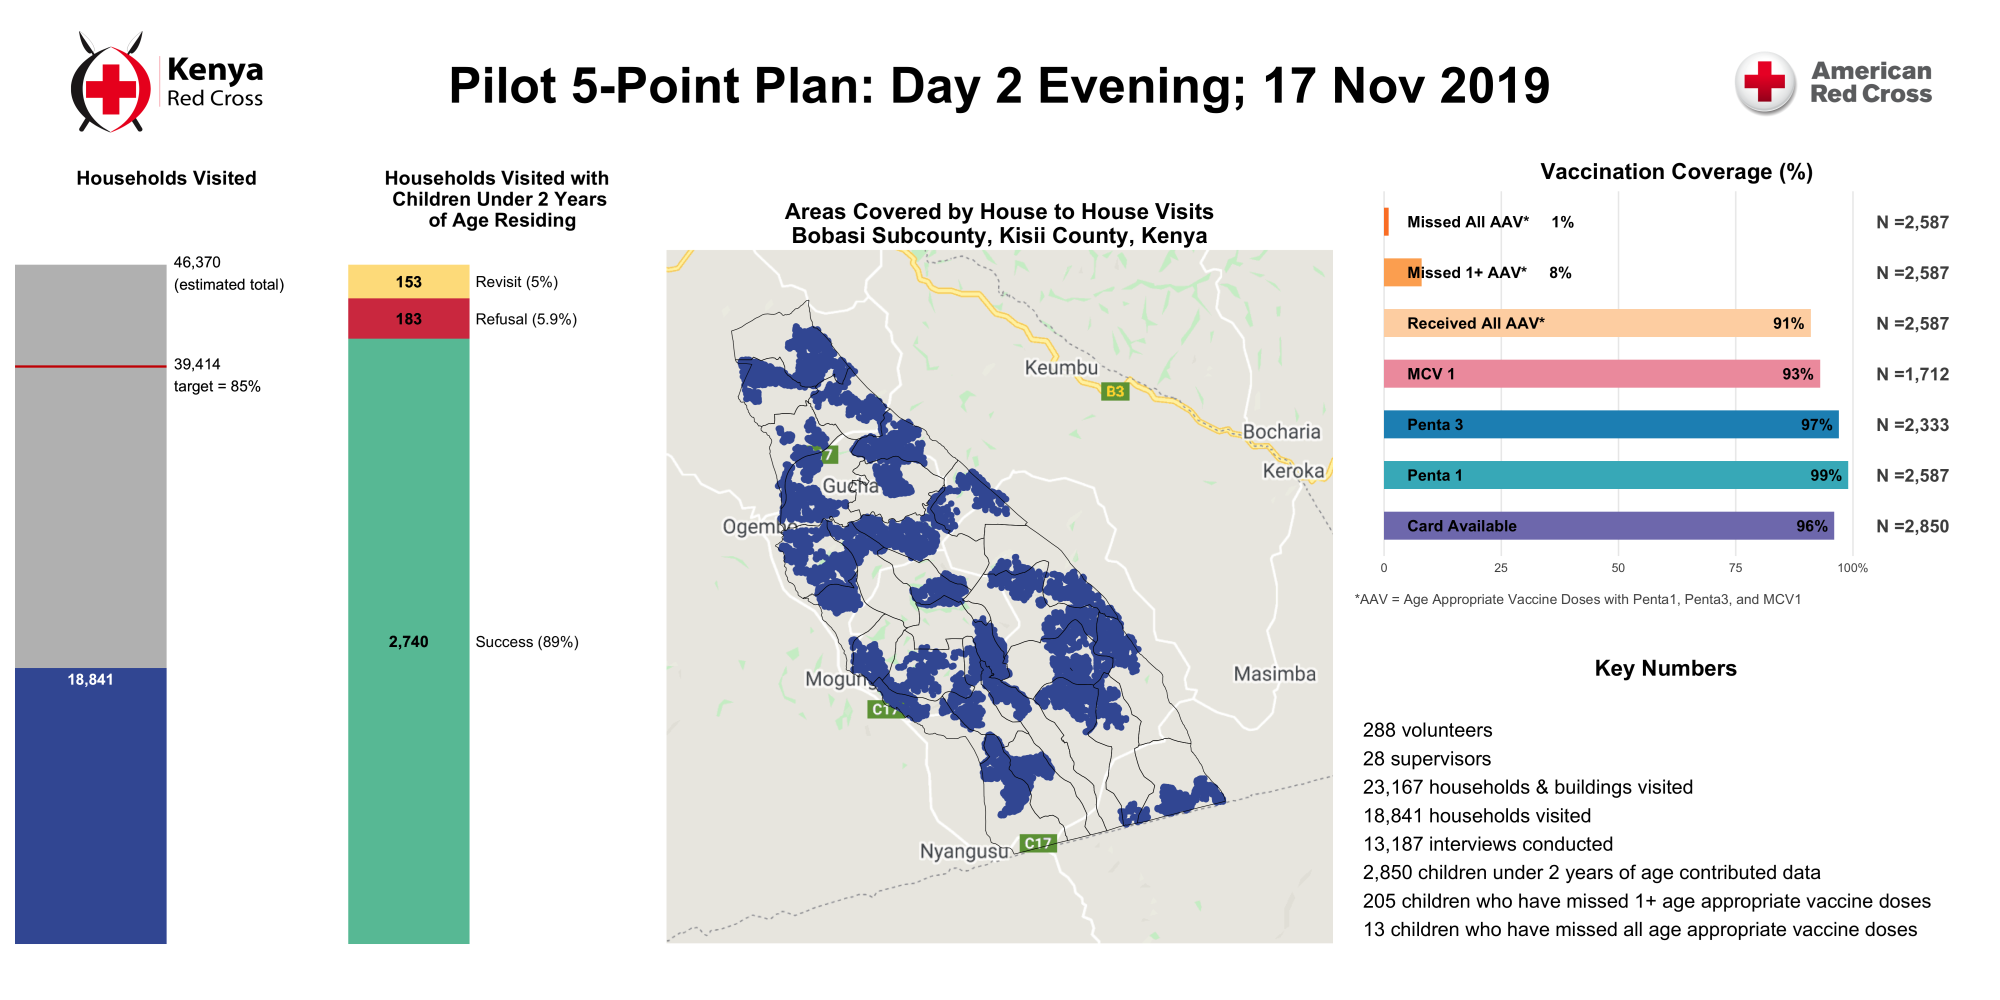 Kenya
Red Cross
Pilot 5-Point Plan: Day 2 Evening; 17 Nov 2019
American
Red Cross
Households Visited
46,370
(estimated total)
39,414
target = 85%
18,841
Households Visited with
Children Under 2 Years
of Age Residing
153 Revisit (5%)
183 Refusal (5.9%)
2,740 Success (89%)
Areas Covered by House to House Visits
Bobasi Subcounty, Kisii County, Kenya
Keumbu
B3
Bocharia
7
Keroka
Gucha
Ogembo
Masimba
Mogung
C17
Nyangusu
C17
Vaccination Coverage (%)
Missed All AAV* 1% N =2,587
Missed 1+ AAV* 8% N =2,587
Received All AAV* 91% N =2,587
MCV 1 93% N =1,712
Penta 3 97% N =2,333
Penta 1 99% N =2,587
Card Available 96% N =2,850
0 25 50 75 100%
*AAV = Age Appropriate Vaccine Doses with Penta1, Penta3, and MCV1
Key Numbers
288 volunteers
28 supervisors
23,167 households & buildings visited
18,841 households visited
13,187 interviews conducted
2,850 children under 2 years of age contributed data
205 children who have missed 1+ age appropriate vaccine doses
13 children who have missed all age appropriate vaccine doses